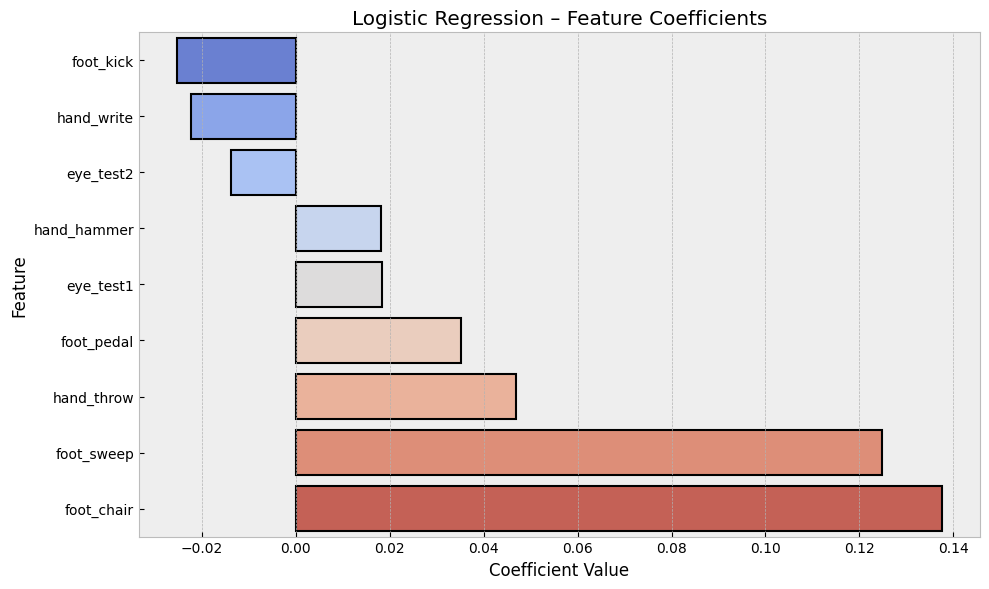 Logistic Regression – Feature Coefficients
Feature
foot_kick
hand_write
eye_test2
hand_hammer
eye_test1
foot_pedal
hand_throw
foot_sweep
foot_chair
−0.02 0.00 0.02 0.04 0.06 0.08 0.10 0.12 0.14
Coefficient Value